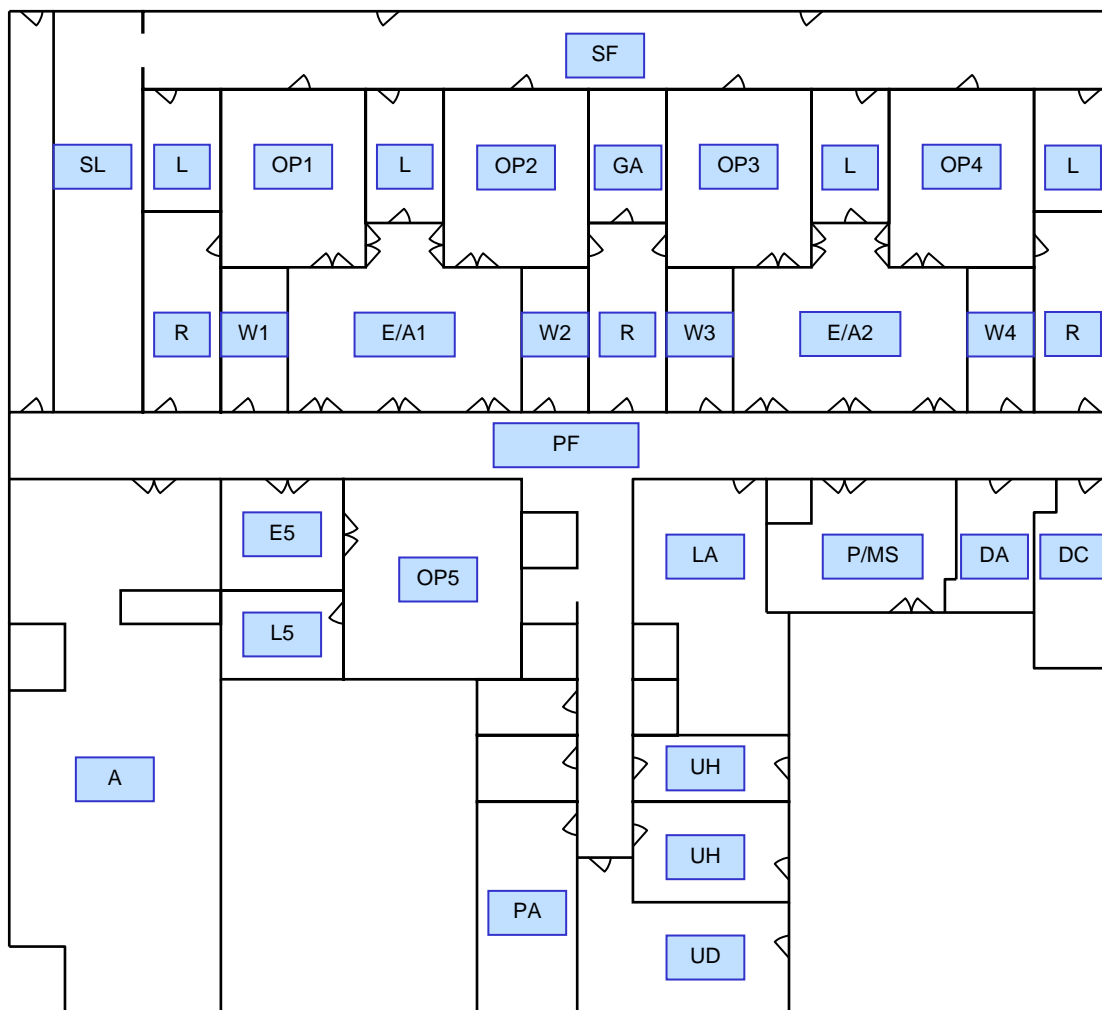 SF
SL
L
OP1
L
OP2
GA
OP3
L
OP4
L
R
W1
E/A1
W2
R
W3
E/A2
W4
R
PF
E5
OP5
LA
P/MS
DA
DC
L5
A
UH
UH
PA
UD